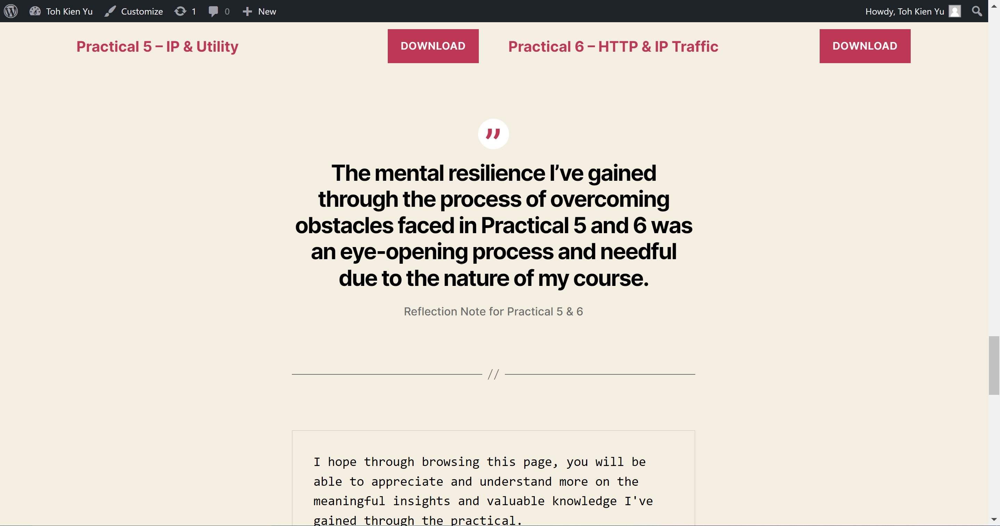 Toh Kien Yu Customize 1 0 New Howdy, Toh Kien Yu
Practical 5 – IP & Utility DOWNLOAD Practical 6 – HTTP & IP Traffic DOWNLOAD
”
The mental resilience I’ve gained
through the process of overcoming
obstacles faced in Practical 5 and 6 was
an eye-opening process and needful
due to the nature of my course.
Reflection Note for Practical 5 & 6
//
I hope through browsing this page, you will be
able to appreciate and understand more on the
meaningful insights and valuable knowledge I've
gained through the practical.